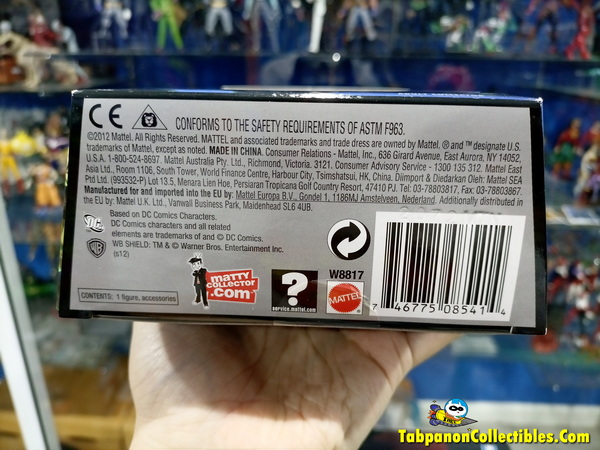 CE
CONFORMS TO THE SAFETY REQUIREMENTS OF ASTM F963.
©2012 Mattel. All Rights Reserved. MATTEL and associated trademarks and trade dress are owned by Mattel. ® and ™ designate U.S.
trademarks of Mattel, except as noted. MADE IN CHINA. Consumer Relations - Mattel, Inc., 636 Girard Avenue, East Aurora, NY 14052,
U.S.A. 1-800-524-8697. Mattel Australia Pty. Ltd., Richmond, Victoria. 3121. Consumer Advisory Service - 1300 135 312. Mattel East
Asia Ltd., Room 1106, South Tower, World Finance Centre, Harbour City, Tsimshatsui, HK, China. Diimport & Diedarkan Oleh: Mattel SEA
Ptd Ltd. (993532-P) Lot 13.5, Menara Lien Hoe, Persiaran Tropicana Golf Country Resort, 47410 PJ. Tel: 03-78803817, Fax: 03-78803867.
Manufactured for and imported into the EU by: Mattel Europa B.V., Gondel 1, 1186MJ Amstelveen, Nederland. Additionally distributed in
the EU by: Mattel U.K. Ltd., Vanwall Business Park, Maidenhead SL6 4UB.
DC
Based on DC Comics Characters.
DC Comics characters and all related
elements are trademarks of and © DC Comics.
WB SHIELD: TM & © Warner Bros. Entertainment Inc.
(s12)
WB
CONTENTS: 1 figure, accessories
matty
collector
.com
?
service.mattel.com
W8817
MATTEL
7 46775 08541 4
TabpanonCollectibles.Com